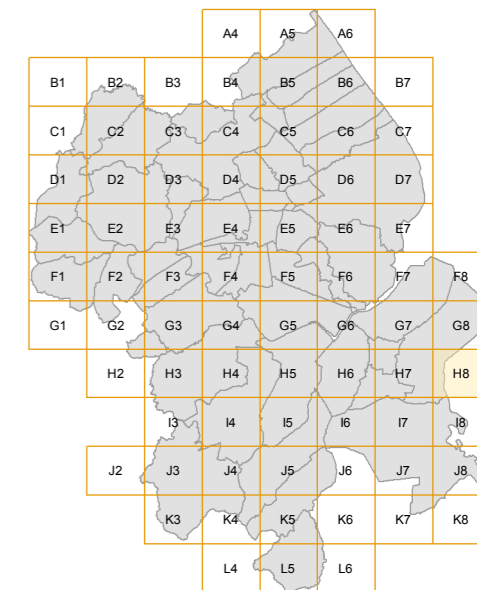 A4 A5 A6
B1 B2 B3 B4 B5 B6 B7
C1 C2 C3 C4 C5 C6 C7
D1 D2 D3 D4 D5 D6 D7
E1 E2 E3 E4 E5 E6 E7
F1 F2 F3 F4 F5 F6 F7 F8
G1 G2 G3 G4 G5 G6 G7 G8
H2 H3 H4 H5 H6 H7 H8
I3 I4 I5 I6 I7 I8
J2 J3 J4 J5 J6 J7 J8
K3 K4 K5 K6 K7 K8
L4 L5 L6